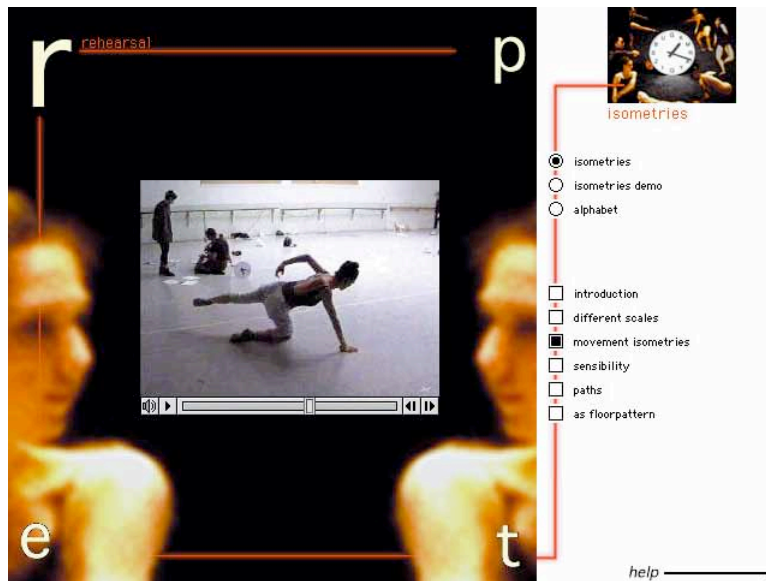 r
rehearsal
p
isometries
isometries
isometries demo
alphabet
introduction
different scales
movement isometries
sensibility
paths
as floorpattern
e
t
help